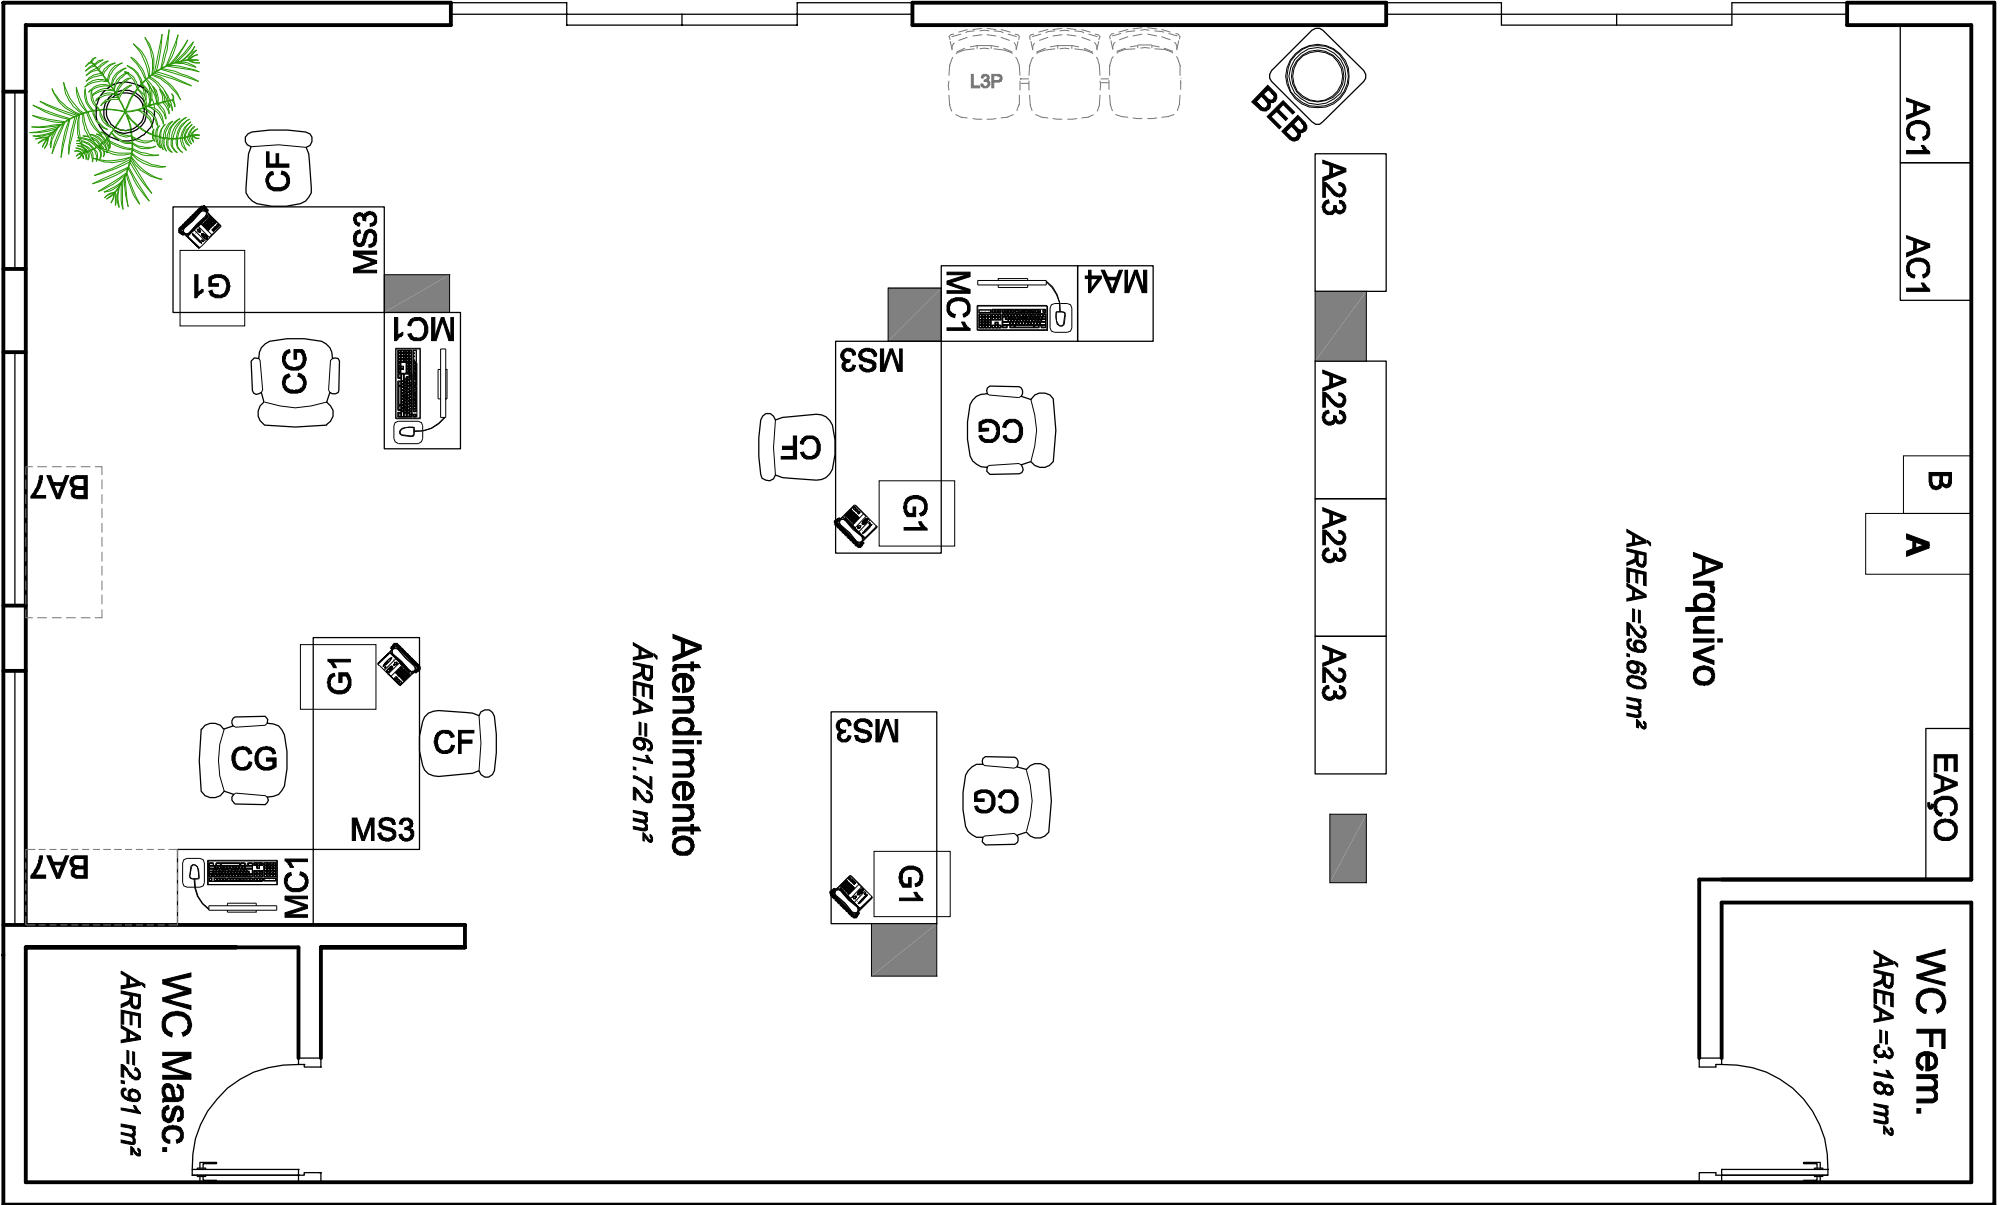 L3P
BEB
AC1
AC1
CF
MS3
G1
MC1
CG
A23
MC1
MA4
MS3
CG
CF
G1
A23
BA7
B
A
A23
Arquivo
ÁREA =29.60 m²
Atendimento
ÁREA =61.72 m²
G1
CF
CG
MS3
MC1
BA7
A23
MS3
CG
G1
EAÇO
WC Masc.
ÁREA =2.91 m²
WC Fem.
ÁREA =3.18 m²